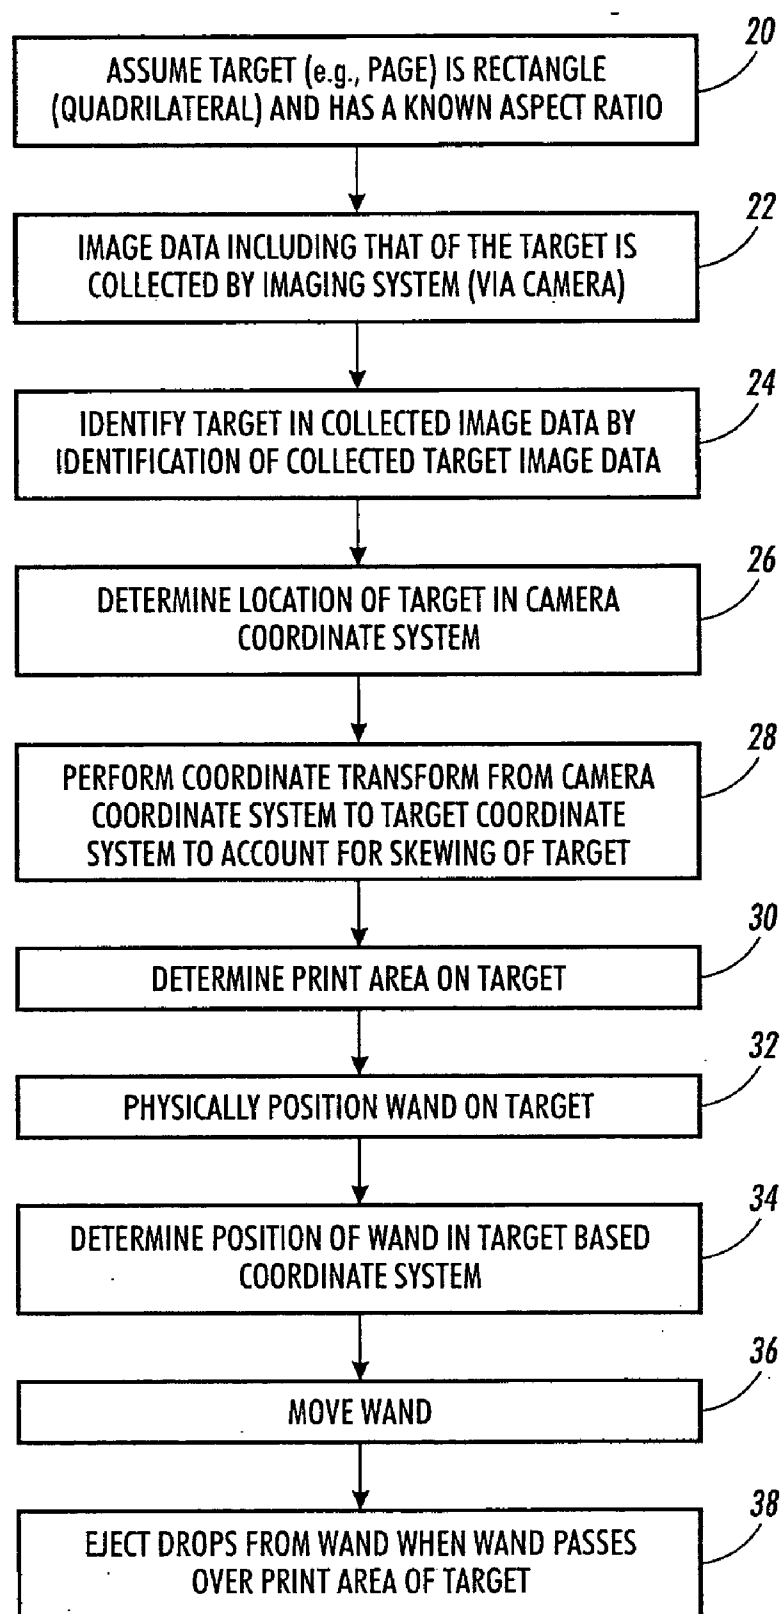 20
ASSUME TARGET (e.g., PAGE) IS RECTANGLE
(QUADRILATERAL) AND HAS A KNOWN ASPECT RATIO
22
IMAGE DATA INCLUDING THAT OF THE TARGET IS
COLLECTED BY IMAGING SYSTEM (VIA CAMERA)
24
IDENTIFY TARGET IN COLLECTED IMAGE DATA BY
IDENTIFICATION OF COLLECTED TARGET IMAGE DATA
26
DETERMINE LOCATION OF TARGET IN CAMERA
COORDINATE SYSTEM
28
PERFORM COORDINATE TRANSFORM FROM CAMERA
COORDINATE SYSTEM TO TARGET COORDINATE
SYSTEM TO ACCOUNT FOR SKEWING OF TARGET
30
DETERMINE PRINT AREA ON TARGET
32
PHYSICALLY POSITION WAND ON TARGET
34
DETERMINE POSITION OF WAND IN TARGET BASED
COORDINATE SYSTEM
36
MOVE WAND
38
EJECT DROPS FROM WAND WHEN WAND PASSES
OVER PRINT AREA OF TARGET